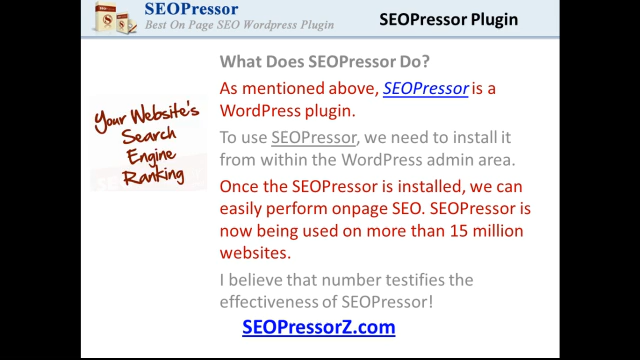 SEOPressor
Best On Page SEO Wordpress Plugin
SEOPressor Plugin
What Does SEOPressor Do?
As mentioned above, SEOPressor is a
WordPress plugin.
To use SEOPressor, we need to install it
from within the WordPress admin area.
Once the SEOPressor is installed, we can
easily perform onpage SEO. SEOPressor is
now being used on more than 15 million
websites.
I believe that number testifies the
effectiveness of SEOPressor!
SEOPressorZ.com
Your Website's
Search
Engine
Ranking